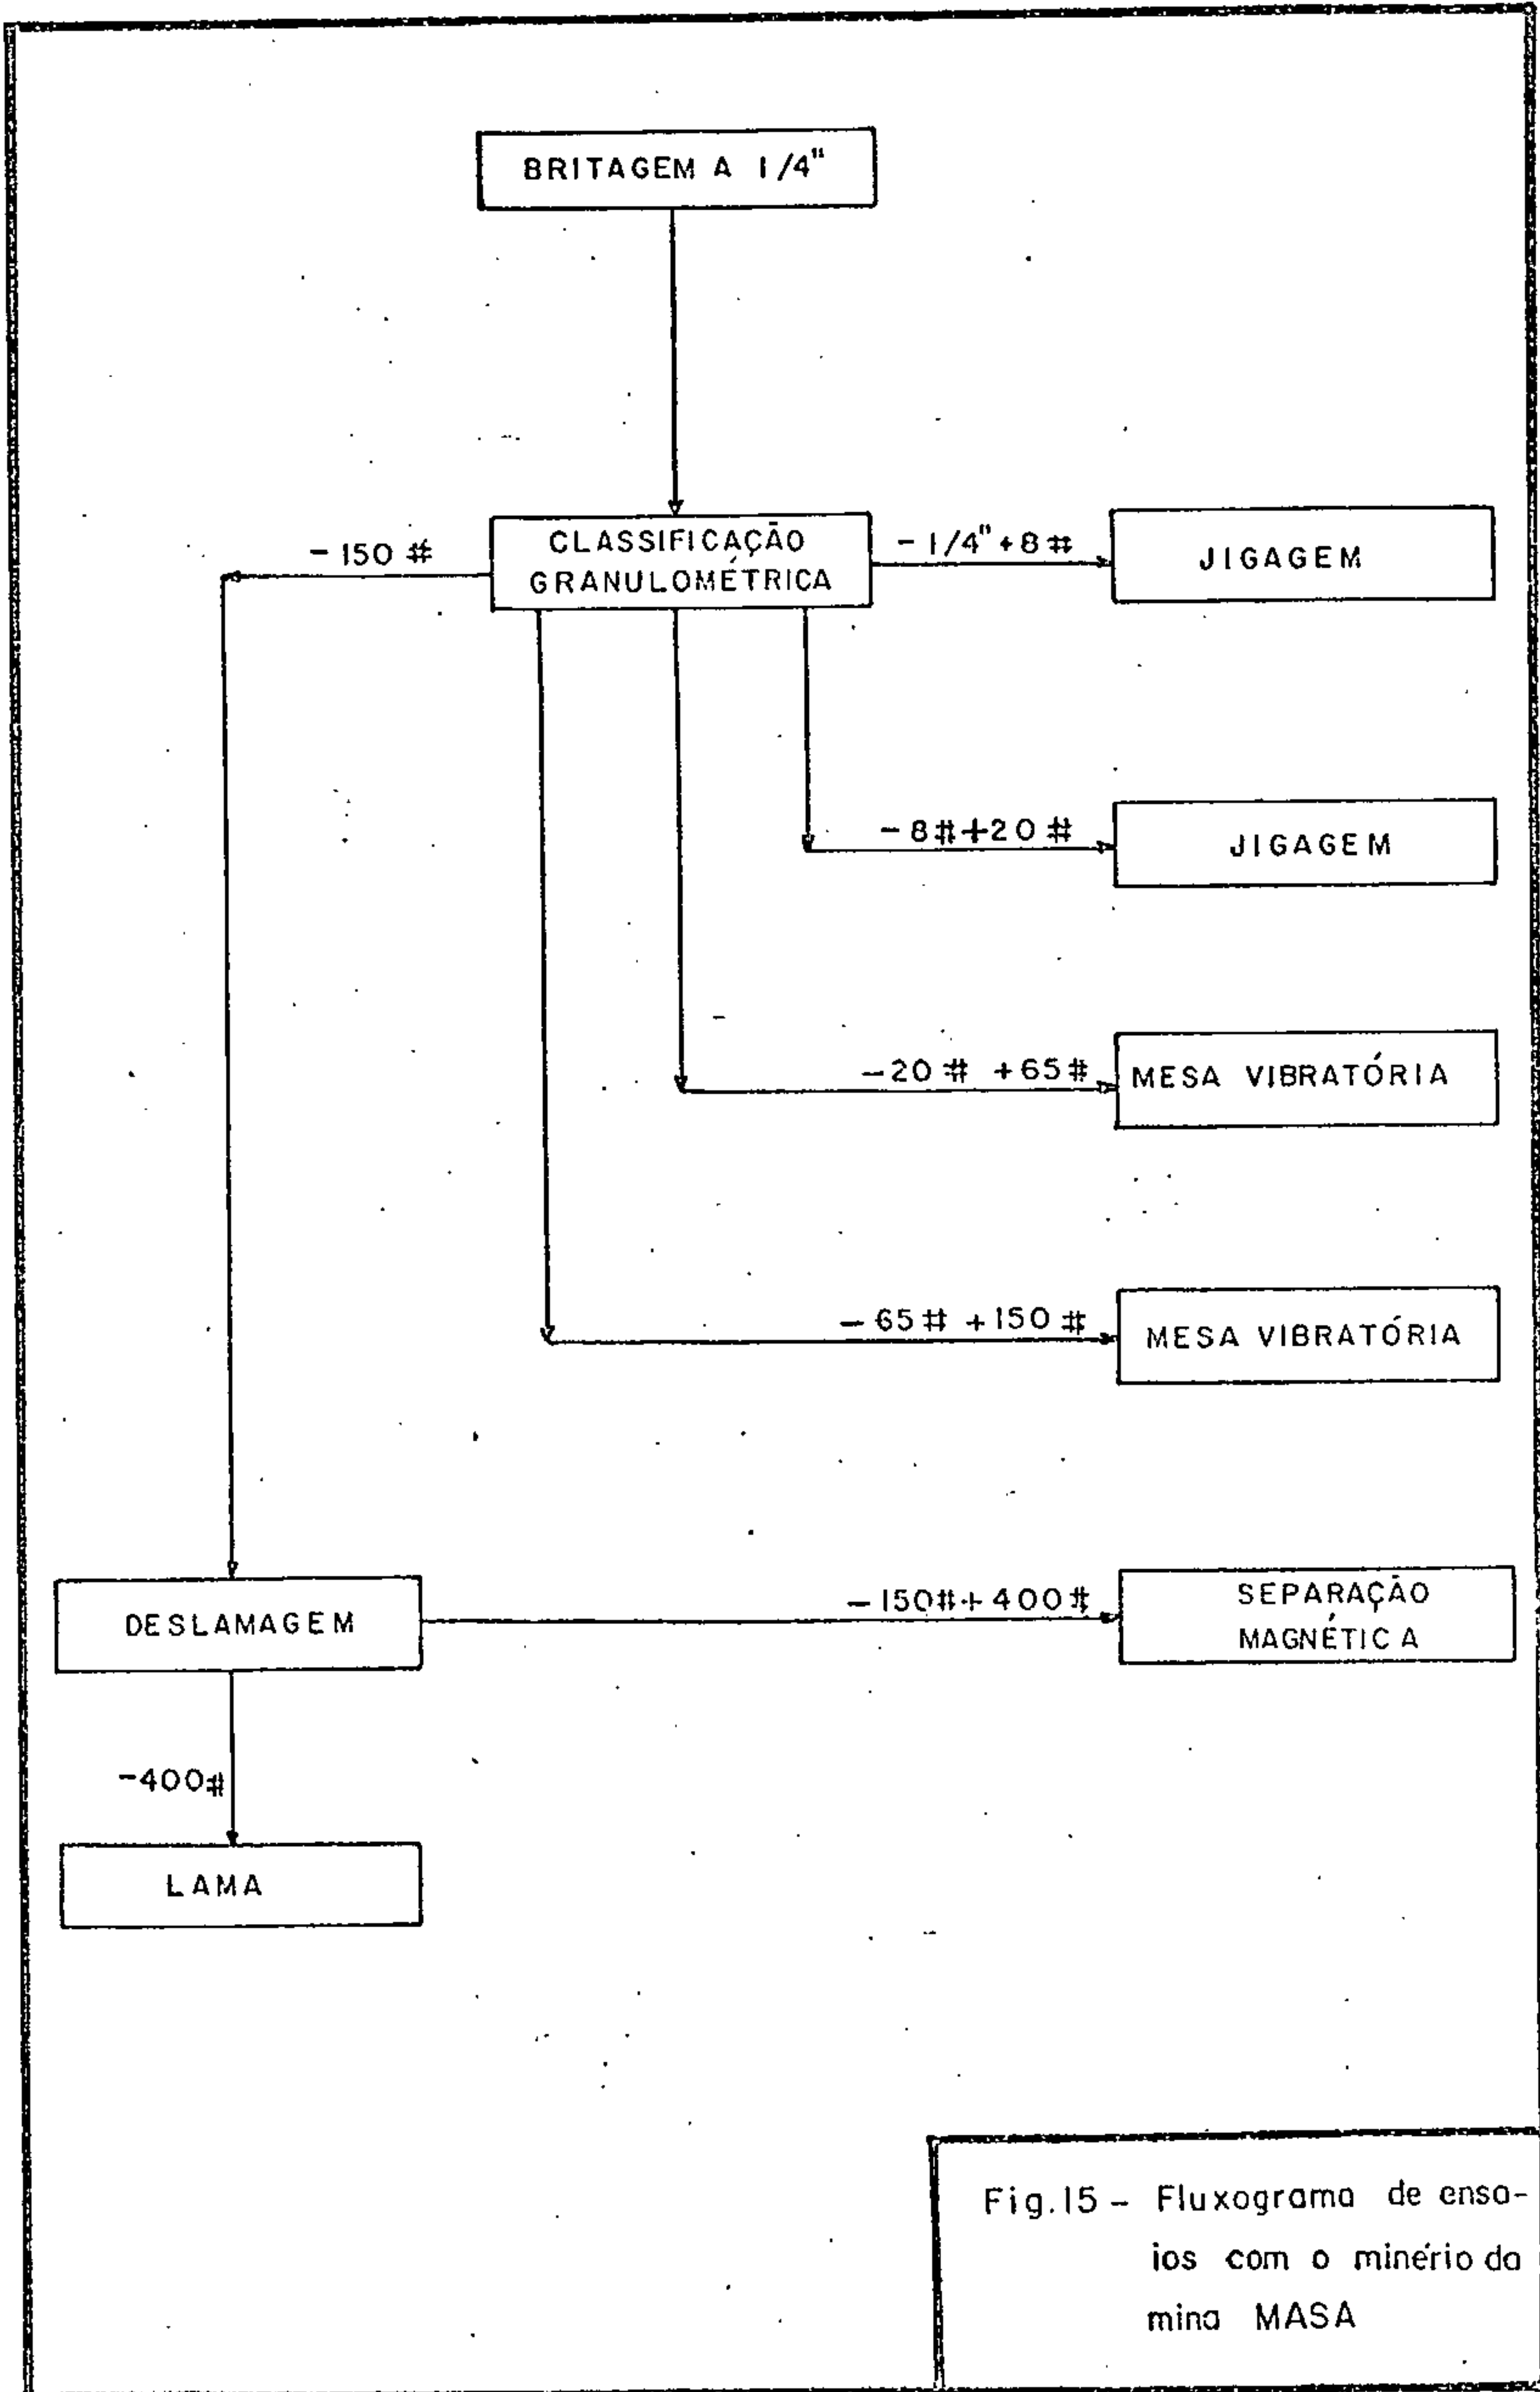 BRITAGEM A 1/4"
CLASSIFICAÇÃO
GRANULOMÉTRICA
-150 #
-1/4"+8#
JIGAGEM
-8#+20#
JIGAGEM
-20# +65#
MESA VIBRATÓRIA
-65# +150#
MESA VIBRATÓRIA
DESLAMAGEM
-150#+400#
SEPARAÇÃO
MAGNÉTICA
-400#
LAMA
Fig.15- Fluxograma de ensa-
ios com o minério da
mina MASA